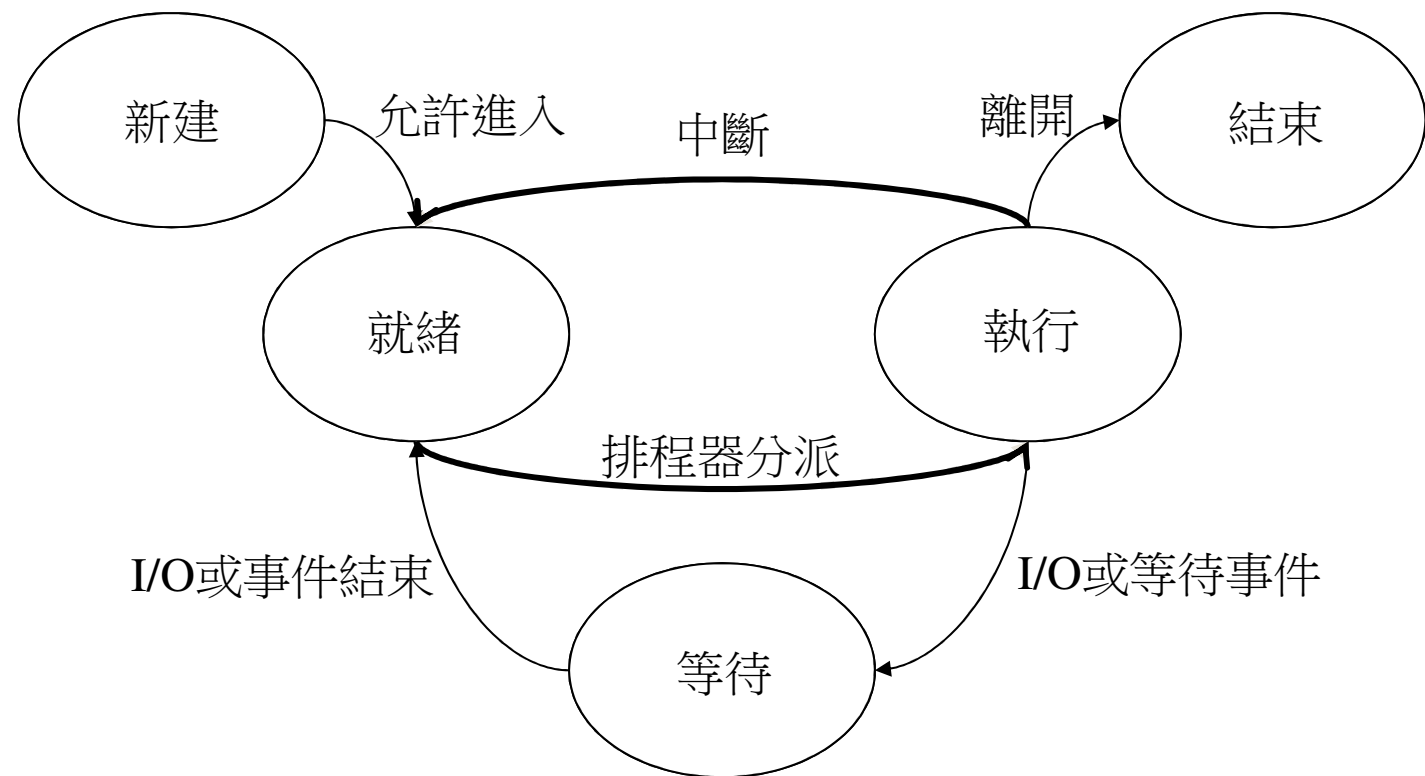 新建
允許進入
中斷
離開
結束
就緒
執行
排程器分派
I/O或事件結束
I/O或等待事件
等待